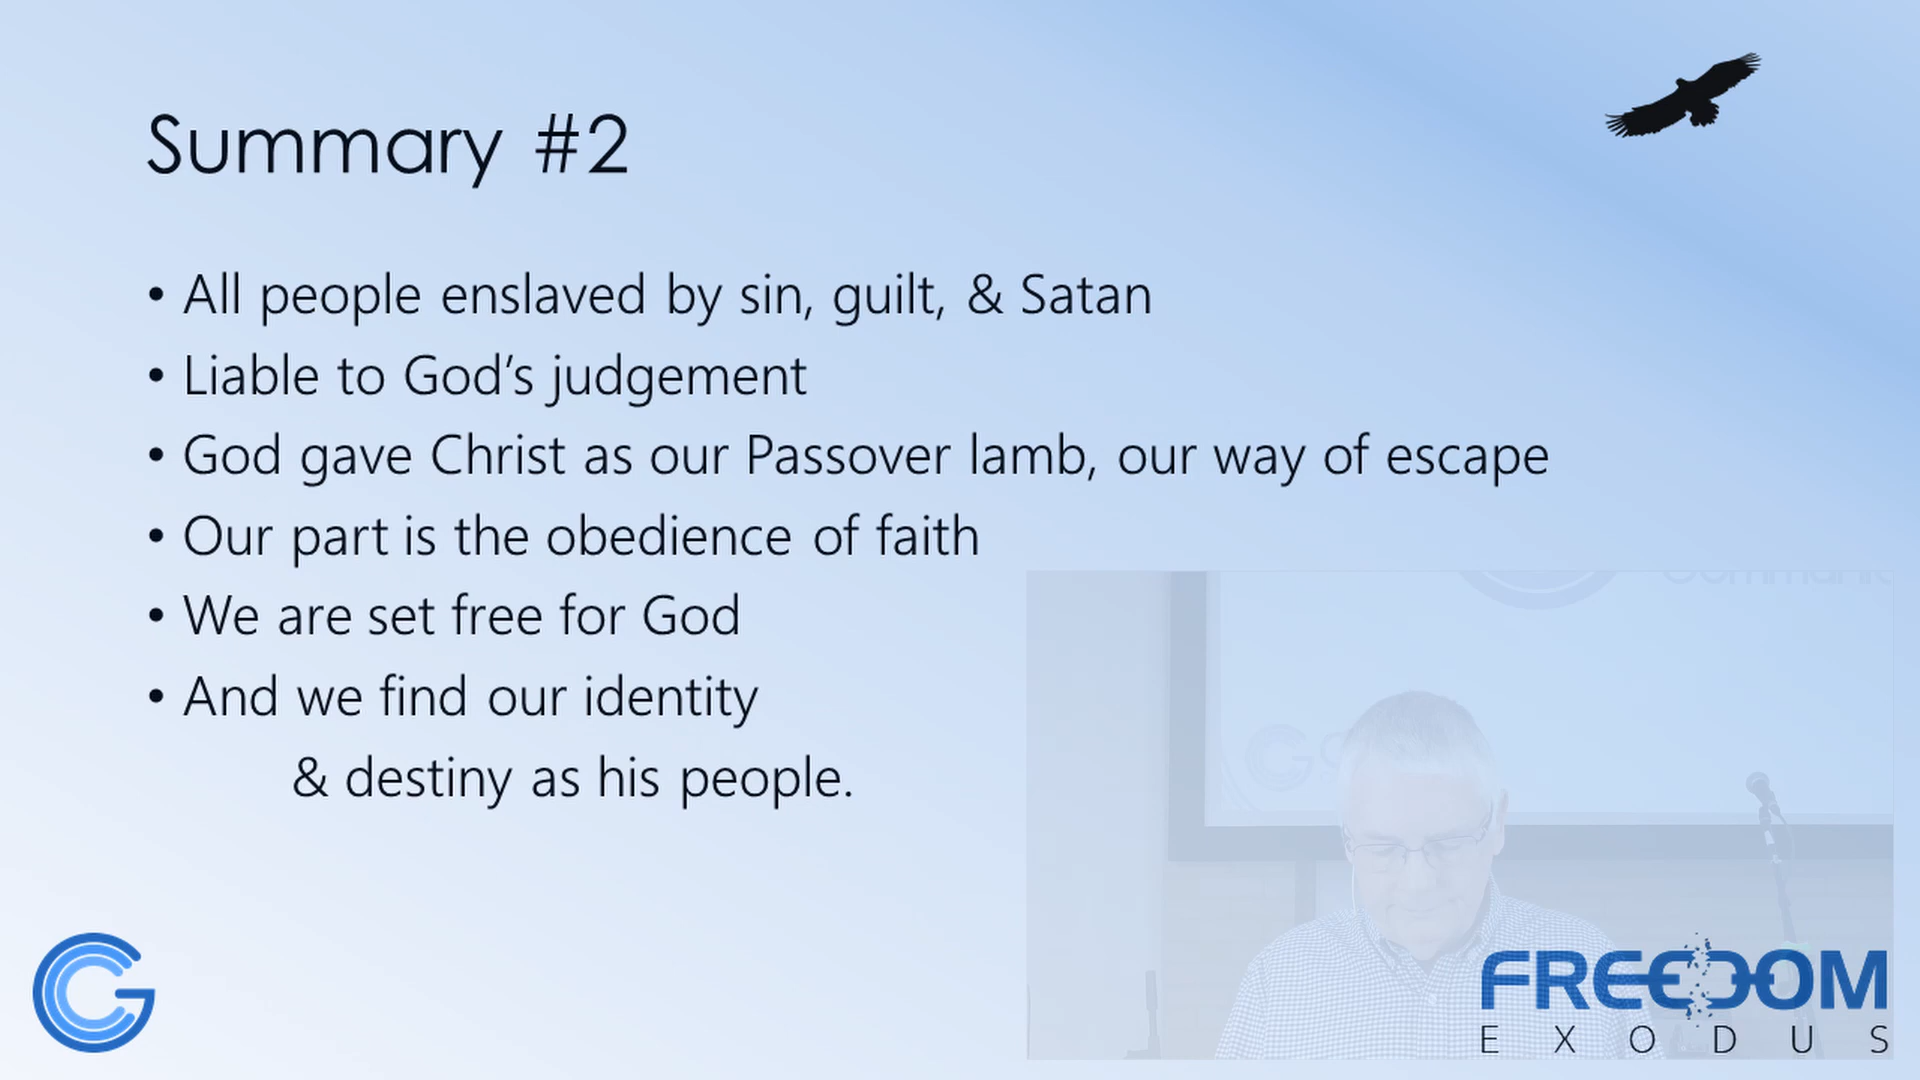 Summary #2
• All people enslaved by sin, guilt, & Satan
• Liable to God’s judgement
• God gave Christ as our Passover lamb, our way of escape
• Our part is the obedience of faith
• We are set free for God
• And we find our identity
& destiny as his people.
FREEDOM
EXODUS